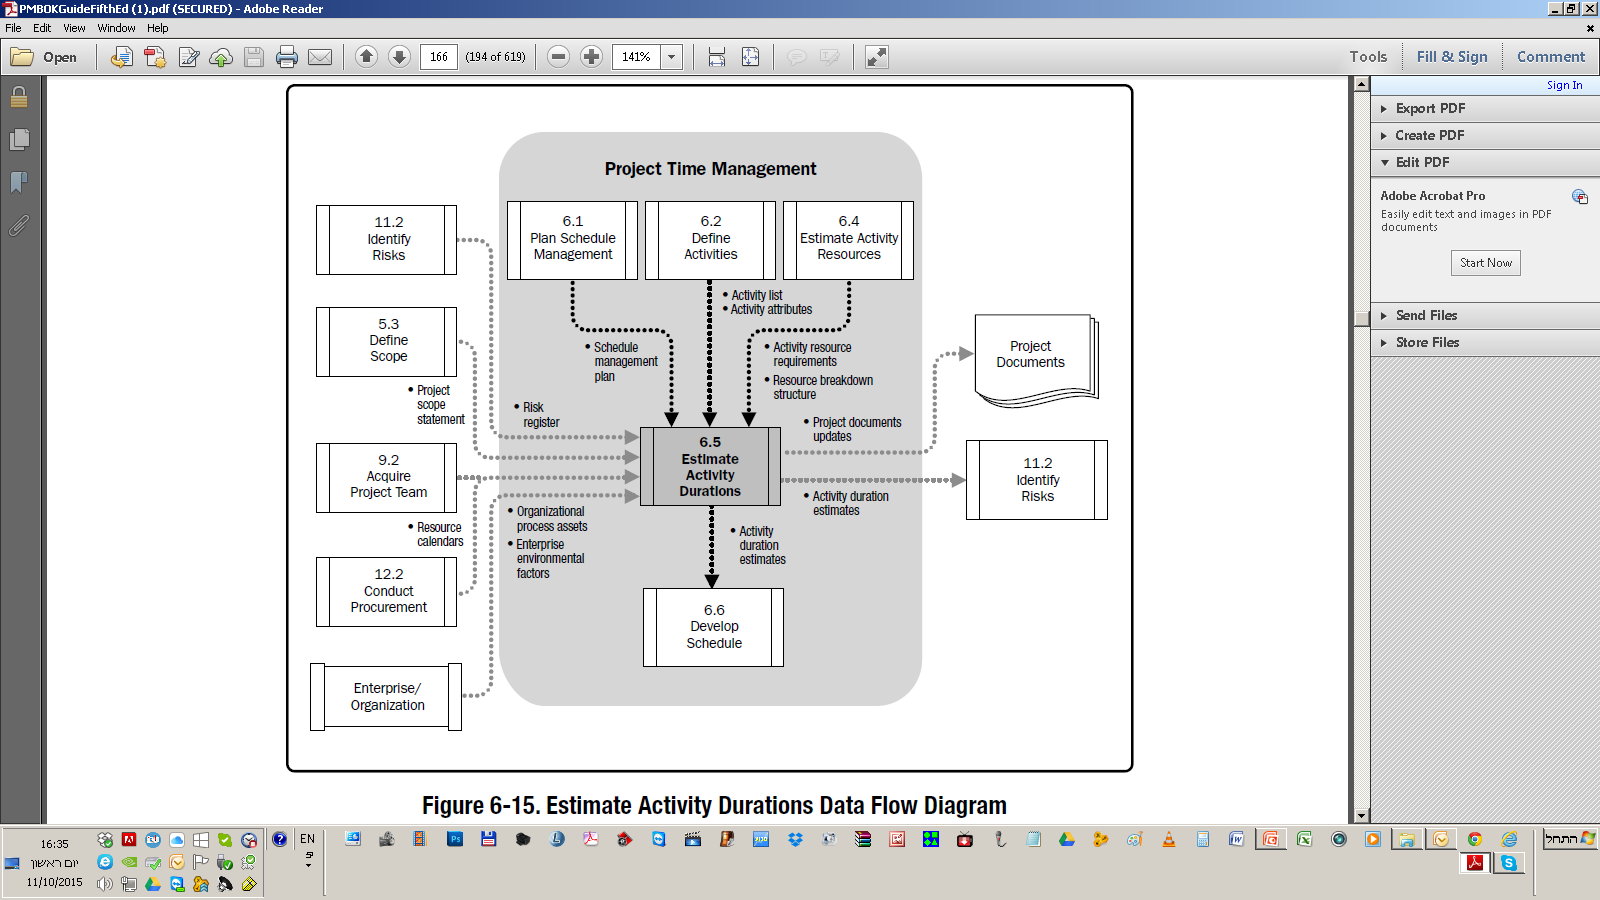 PMBOKGuideFifthEd (1).pdf (SECURED) - Adobe Reader
File Edit View Window Help
Open 166 (194 of 619) 141% Tools Fill & Sign Comment
Sign In
Export PDF
Create PDF
Edit PDF
Adobe Acrobat Pro
Easily edit text and images in PDF
documents
Start Now
Send Files
Store Files
Project Time Management
11.2
Identify
Risks
6.1
Plan Schedule
Management
6.2
Define
Activities
6.4
Estimate Activity
Resources
• Activity list
• Activity attributes
5.3
Define
Scope
• Schedule
management
plan
• Activity resource
requirements
• Resource breakdown
structure
Project
Documents
• Project
scope
statement
• Risk
register
• Project documents
updates
9.2
Acquire
Project Team
6.5
Estimate
Activity
Durations
11.2
Identify
Risks
• Activity duration
estimates
• Resource
calendars
• Organizational
process assets
• Enterprise
environmental
factors
• Activity
duration
estimates
12.2
Conduct
Procurement
6.6
Develop
Schedule
Enterprise/
Organization
Figure 6-15. Estimate Activity Durations Data Flow Diagram
16:35
יום ראשון
11/10/2015
EN
התחל